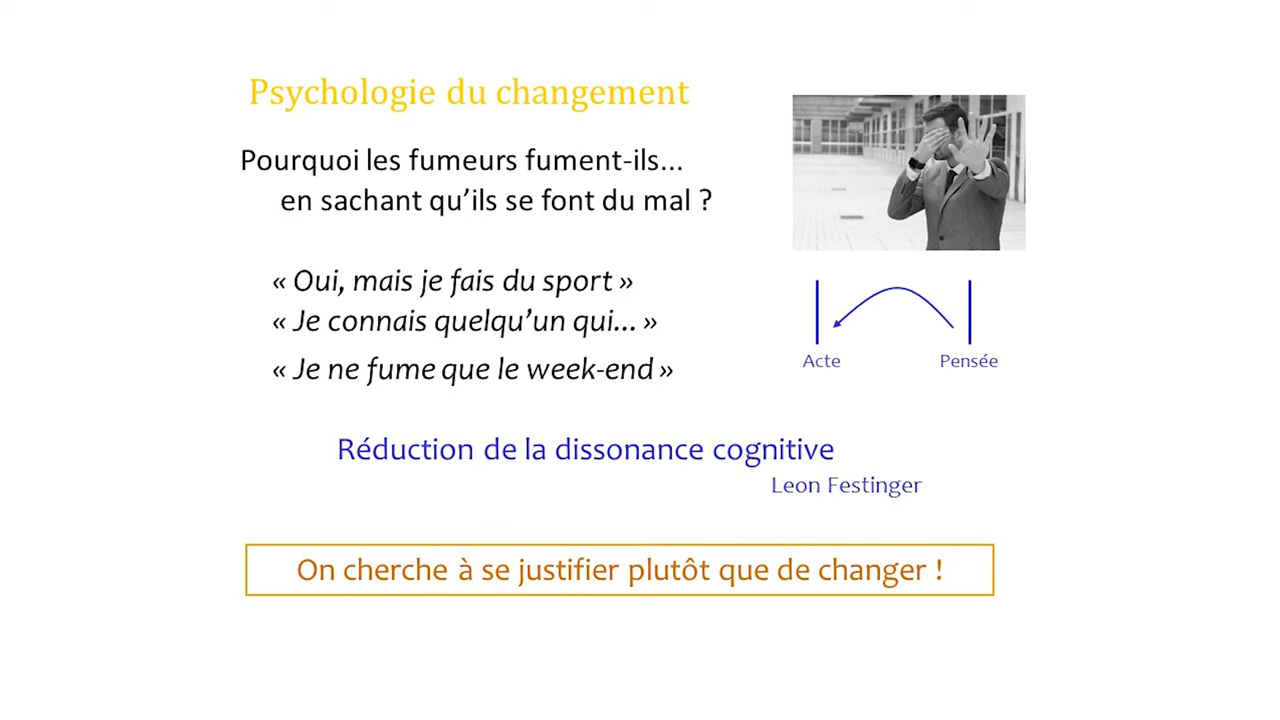 Psychologie du changement
Pourquoi les fumeurs fument-ils...
en sachant qu'ils se font du mal ?
« Oui, mais je fais du sport »
« Je connais quelqu'un qui... »
« Je ne fume que le week-end »
Acte
Pensée
Réduction de la dissonance cognitive
Leon Festinger
On cherche à se justifier plutôt que de changer !